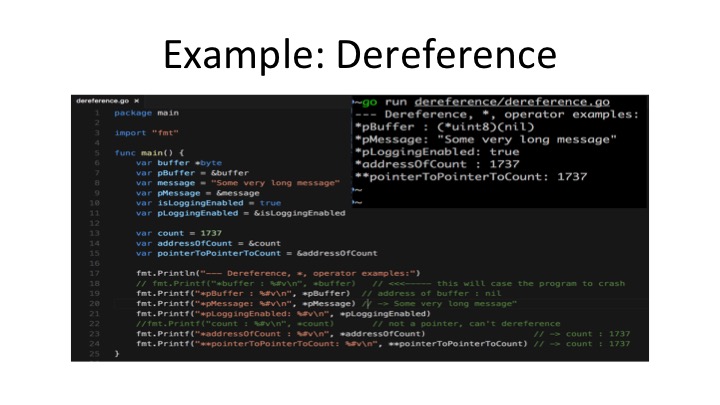 Example: Dereference
dereference.go ×
1 package main
2
3 import "fmt"
4
5 func main() {
6 var buffer *byte
7 var pBuffer = &buffer
8 var message = "Some very long message"
9 var pMessage = &message
10 var isLoggingEnabled = true
11 var pLoggingEnabled = &isLoggingEnabled
12
13 var count = 1737
14 var addressOfCount = &count
15 var pointerToPointerToCount = &addressOfCount
16
17 fmt.Println("--- Dereference, *, operator examples:")
18 // fmt.Printf("*buffer : %#v\n", *buffer) // <<<----- this will case the program to crash
19 fmt.Printf("*pBuffer : %#v\n", *pBuffer) // address of buffer : nil
20 fmt.Printf("*pMessage: %#v\n", *pMessage) // -> Some very long message"
21 fmt.Printf("*pLoggingEnabled: %#v\n", *pLoggingEnabled)
22 //fmt.Printf("count : %#v\n", *count) // not a pointer, can't dereference
23 fmt.Printf("*addressOfCount : %#v\n", *addressOfCount) // -> count : 1737
24 fmt.Printf("**pointerToPointerToCount: %#v\n", **pointerToPointerToCount) // -> count : 1737
25 }
~go run dereference/dereference.go
--- Dereference, *, operator examples:
*pBuffer : (*uint8)(nil)
*pMessage: "Some very long message"
*pLoggingEnabled: true
*addressOfCount : 1737
**pointerToPointerToCount: 1737
~
~